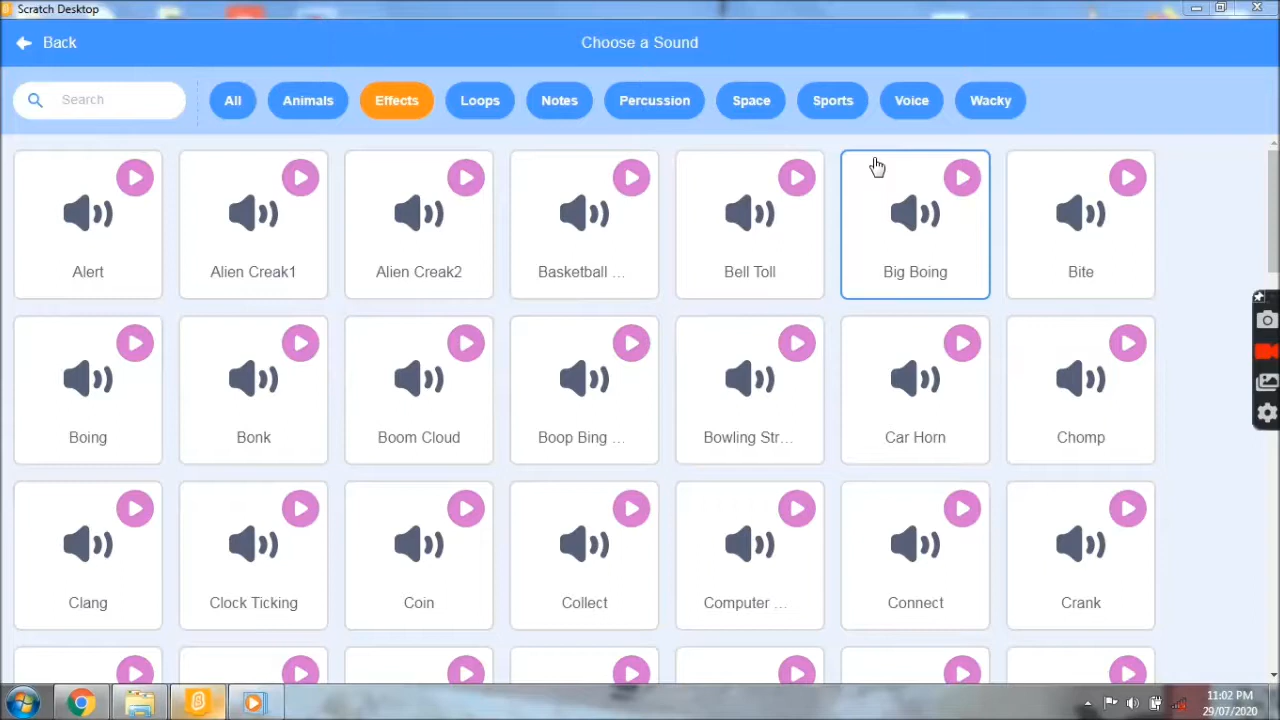 Scratch Desktop
Back
Choose a Sound
Search
All
Animals
Effects
Loops
Notes
Percussion
Space
Sports
Voice
Wacky
Alert
Alien Creak1
Alien Creak2
Basketball ...
Bell Toll
Big Boing
Bite
Boing
Bonk
Boom Cloud
Boop Bing ...
Bowling Str...
Car Horn
Chomp
Clang
Clock Ticking
Coin
Collect
Computer ...
Connect
Crank
11:02 PM
29/07/2020